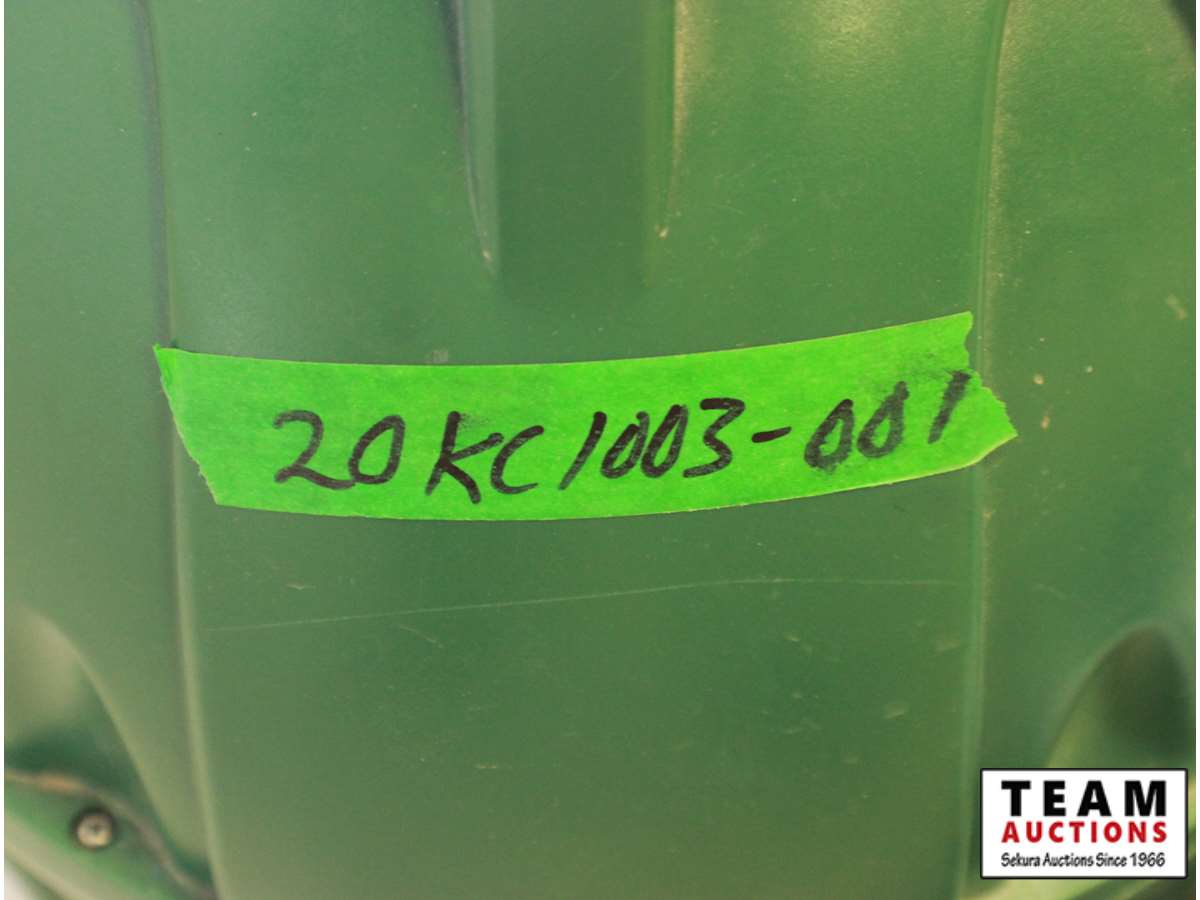 20KC1003-001
TEAM
AUCTIONS
Sekura Auctions Since 1966